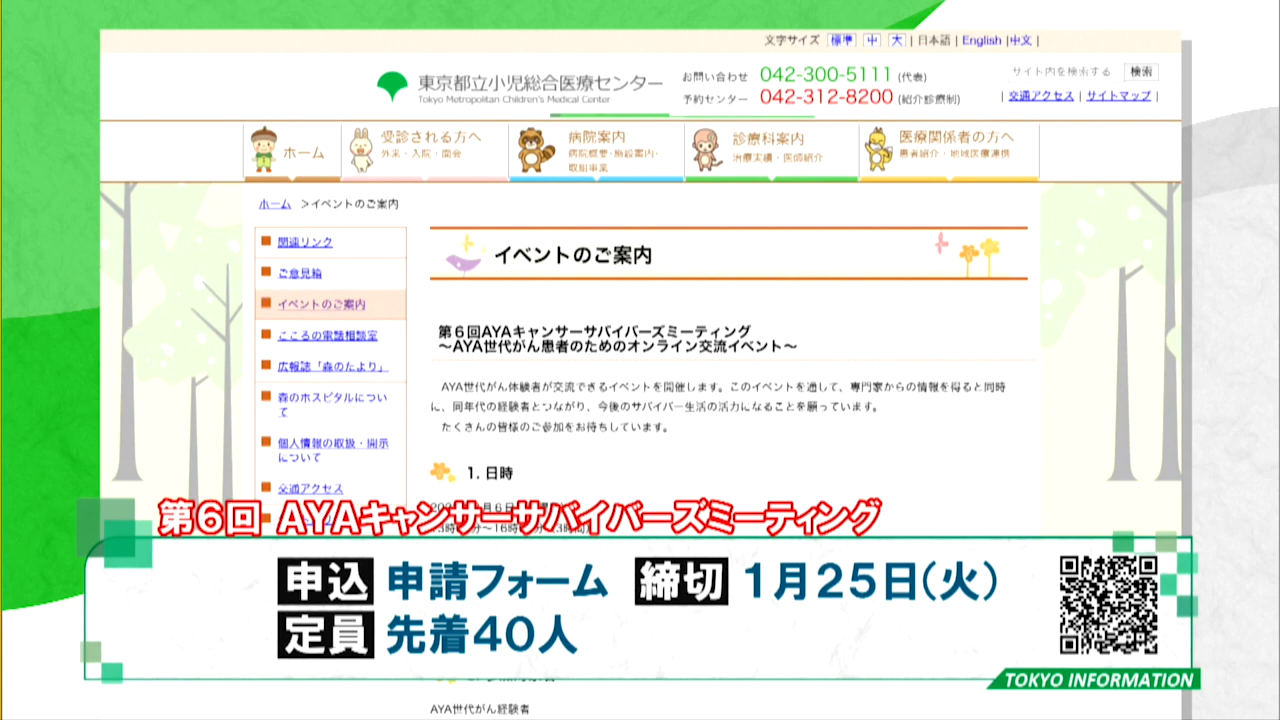 文字サイズ 標準 中 大 | 日本語 | English | 中文 |
東京都立小児総合医療センター
Tokyo Metropolitan Children's Medical Center
お問い合わせ 042-300-5111 (代表)
予約センター 042-312-8200 (紹介診療制)
サイト内を検索する 検索
| 交通アクセス | サイトマップ |
ホーム
受診される方へ
外来・入院・面会
病院案内
病院概要・施設案内・
取組事業
診療科案内
治療実績・医師紹介
医療関係者の方へ
患者紹介・地域医療連携
ホーム >イベントのご案内
関連リンク
ご意見箱
イベントのご案内
こころの電話相談室
広報誌「森のたより」
森のホスピタルについ
て
個人情報の取扱・開示
について
交通アクセス
イベントのご案内
第6回AYAキャンサーサバイバーズミーティング
～AYA世代がん患者のためのオンライン交流イベント～
AYA世代がん体験者が交流できるイベントを開催します。このイベントを通して、専門家からの情報を得ると同時
に、同年代の経験者とつながり、今後のサバイバー生活の活力になることを願っています。
たくさんの皆様のご参加をお待ちしています。
1. 日時
第6回 AYAキャンサーサバイバーズミーティング
申込 申請フォーム 締切 1月25日(火)
定員 先着40人
TOKYO INFORMATION
AYA世代がん経験者